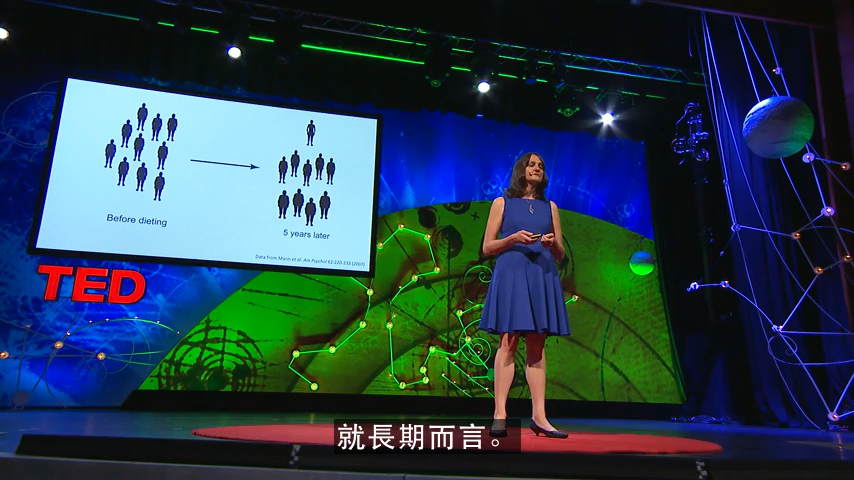 Before dieting
5 years later
Data from Mann et al. Am Psychol 62:220-233 (2007)
TED
就長期而言。